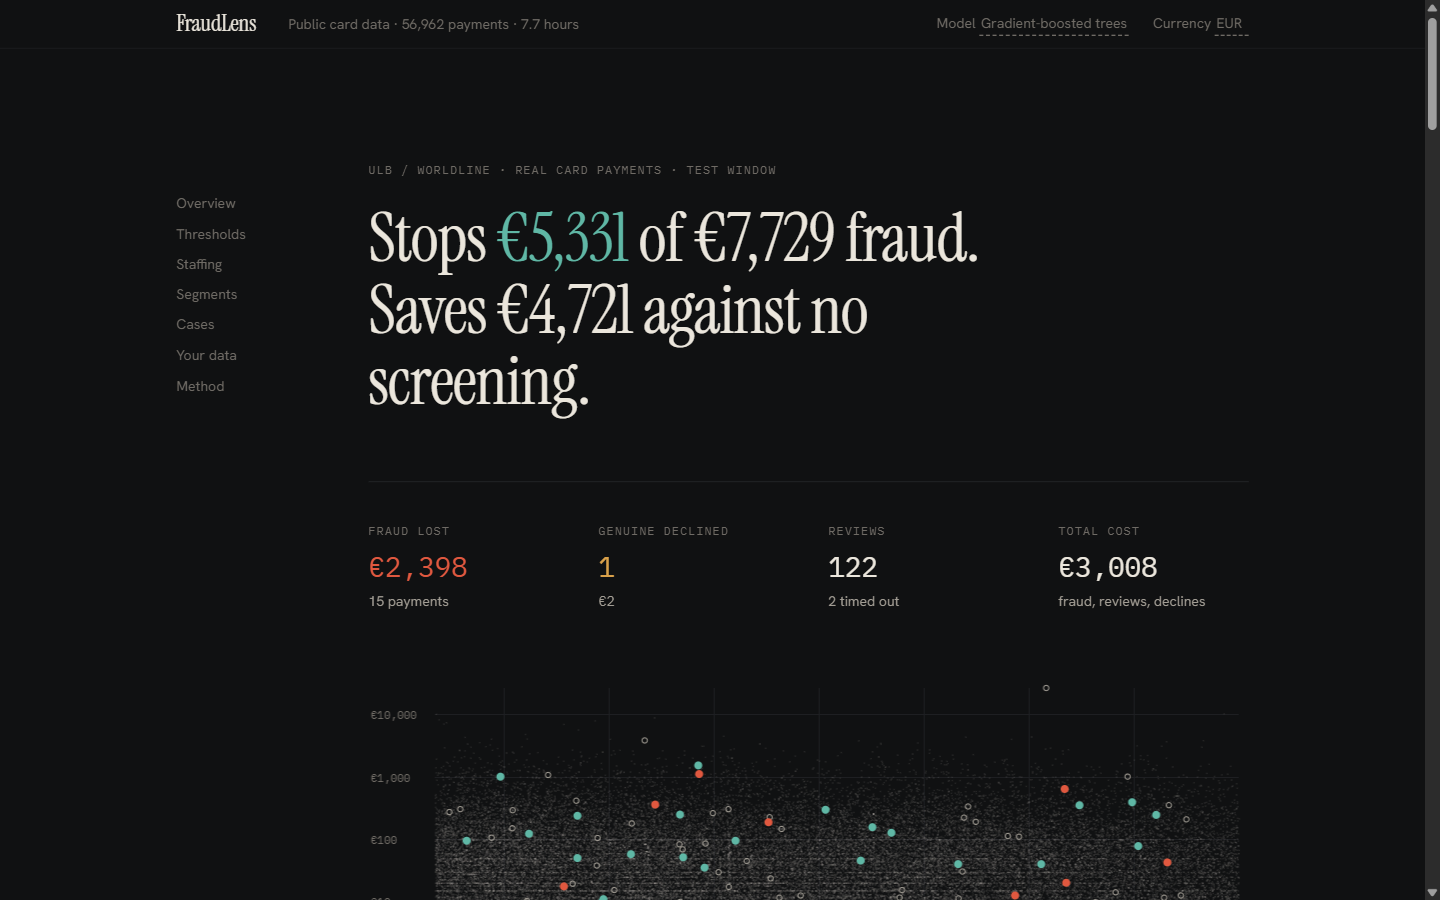 FraudLens
Public card data · 56,962 payments · 7.7 hours
Model Gradient-boosted trees
Currency EUR
Overview
Thresholds
Staffing
Segments
Cases
Your data
Method
ULB / WORLDLINE · REAL CARD PAYMENTS · TEST WINDOW
Stops €5,331 of €7,729 fraud.
Saves €4,721 against no
screening.
FRAUD LOST
€2,398
15 payments
GENUINE DECLINED
1
€2
REVIEWS
122
2 timed out
TOTAL COST
€3,008
fraud, reviews, declines
€10,000
€1,000
€100